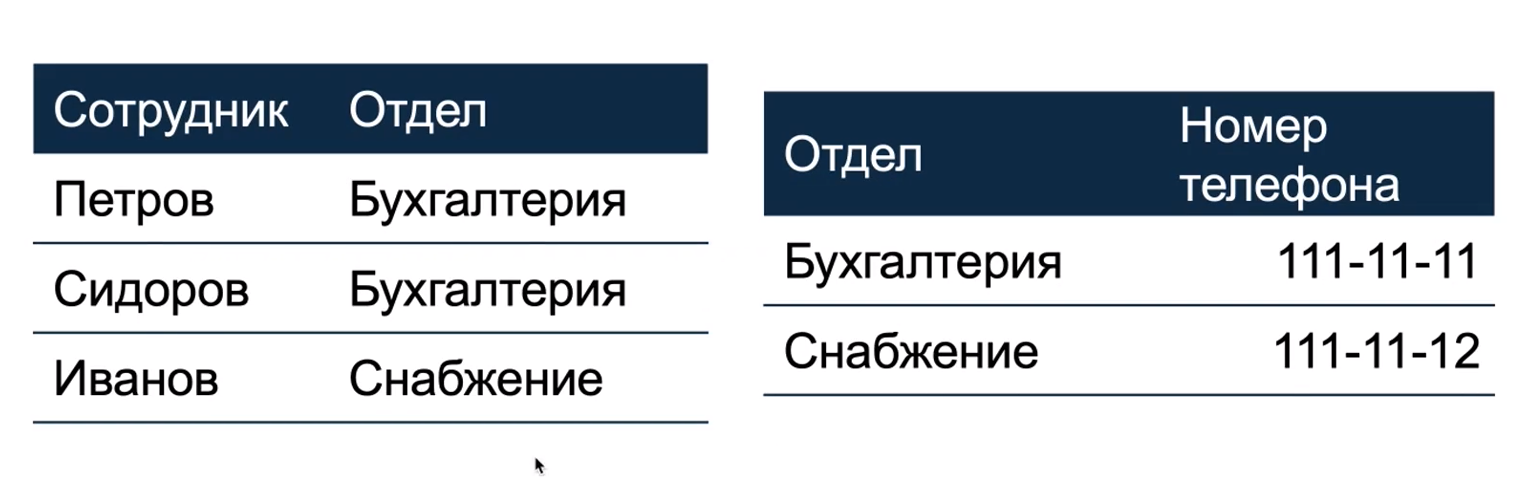 Сотрудник Отдел
Петров Бухгалтерия
Сидоров Бухгалтерия
Иванов Снабжение
Отдел Номер телефона
Бухгалтерия 111-11-11
Снабжение 111-11-12